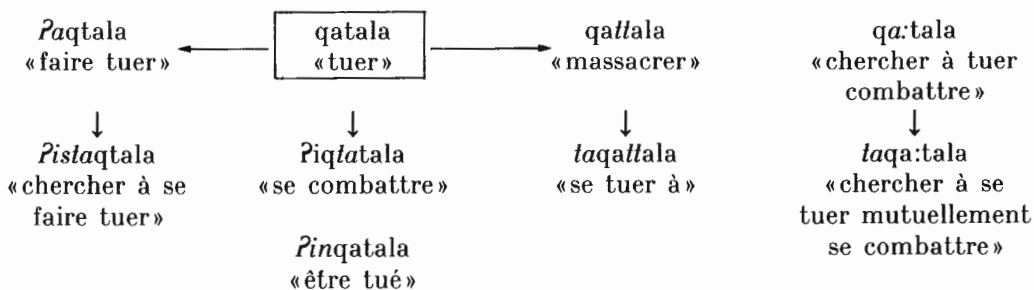 ʔaqtala qatala qattala qa:tala
«faire tuer» «tuer» «massacrer» «chercher à tuer
combattre»
ʔistaqtala ʔiqtatala taqattala taqa:tala
«chercher à se «se combattre» «se tuer à» «chercher à se
faire tuer» tuer mutuellement
ʔinqatala se combattre»
«être tué»